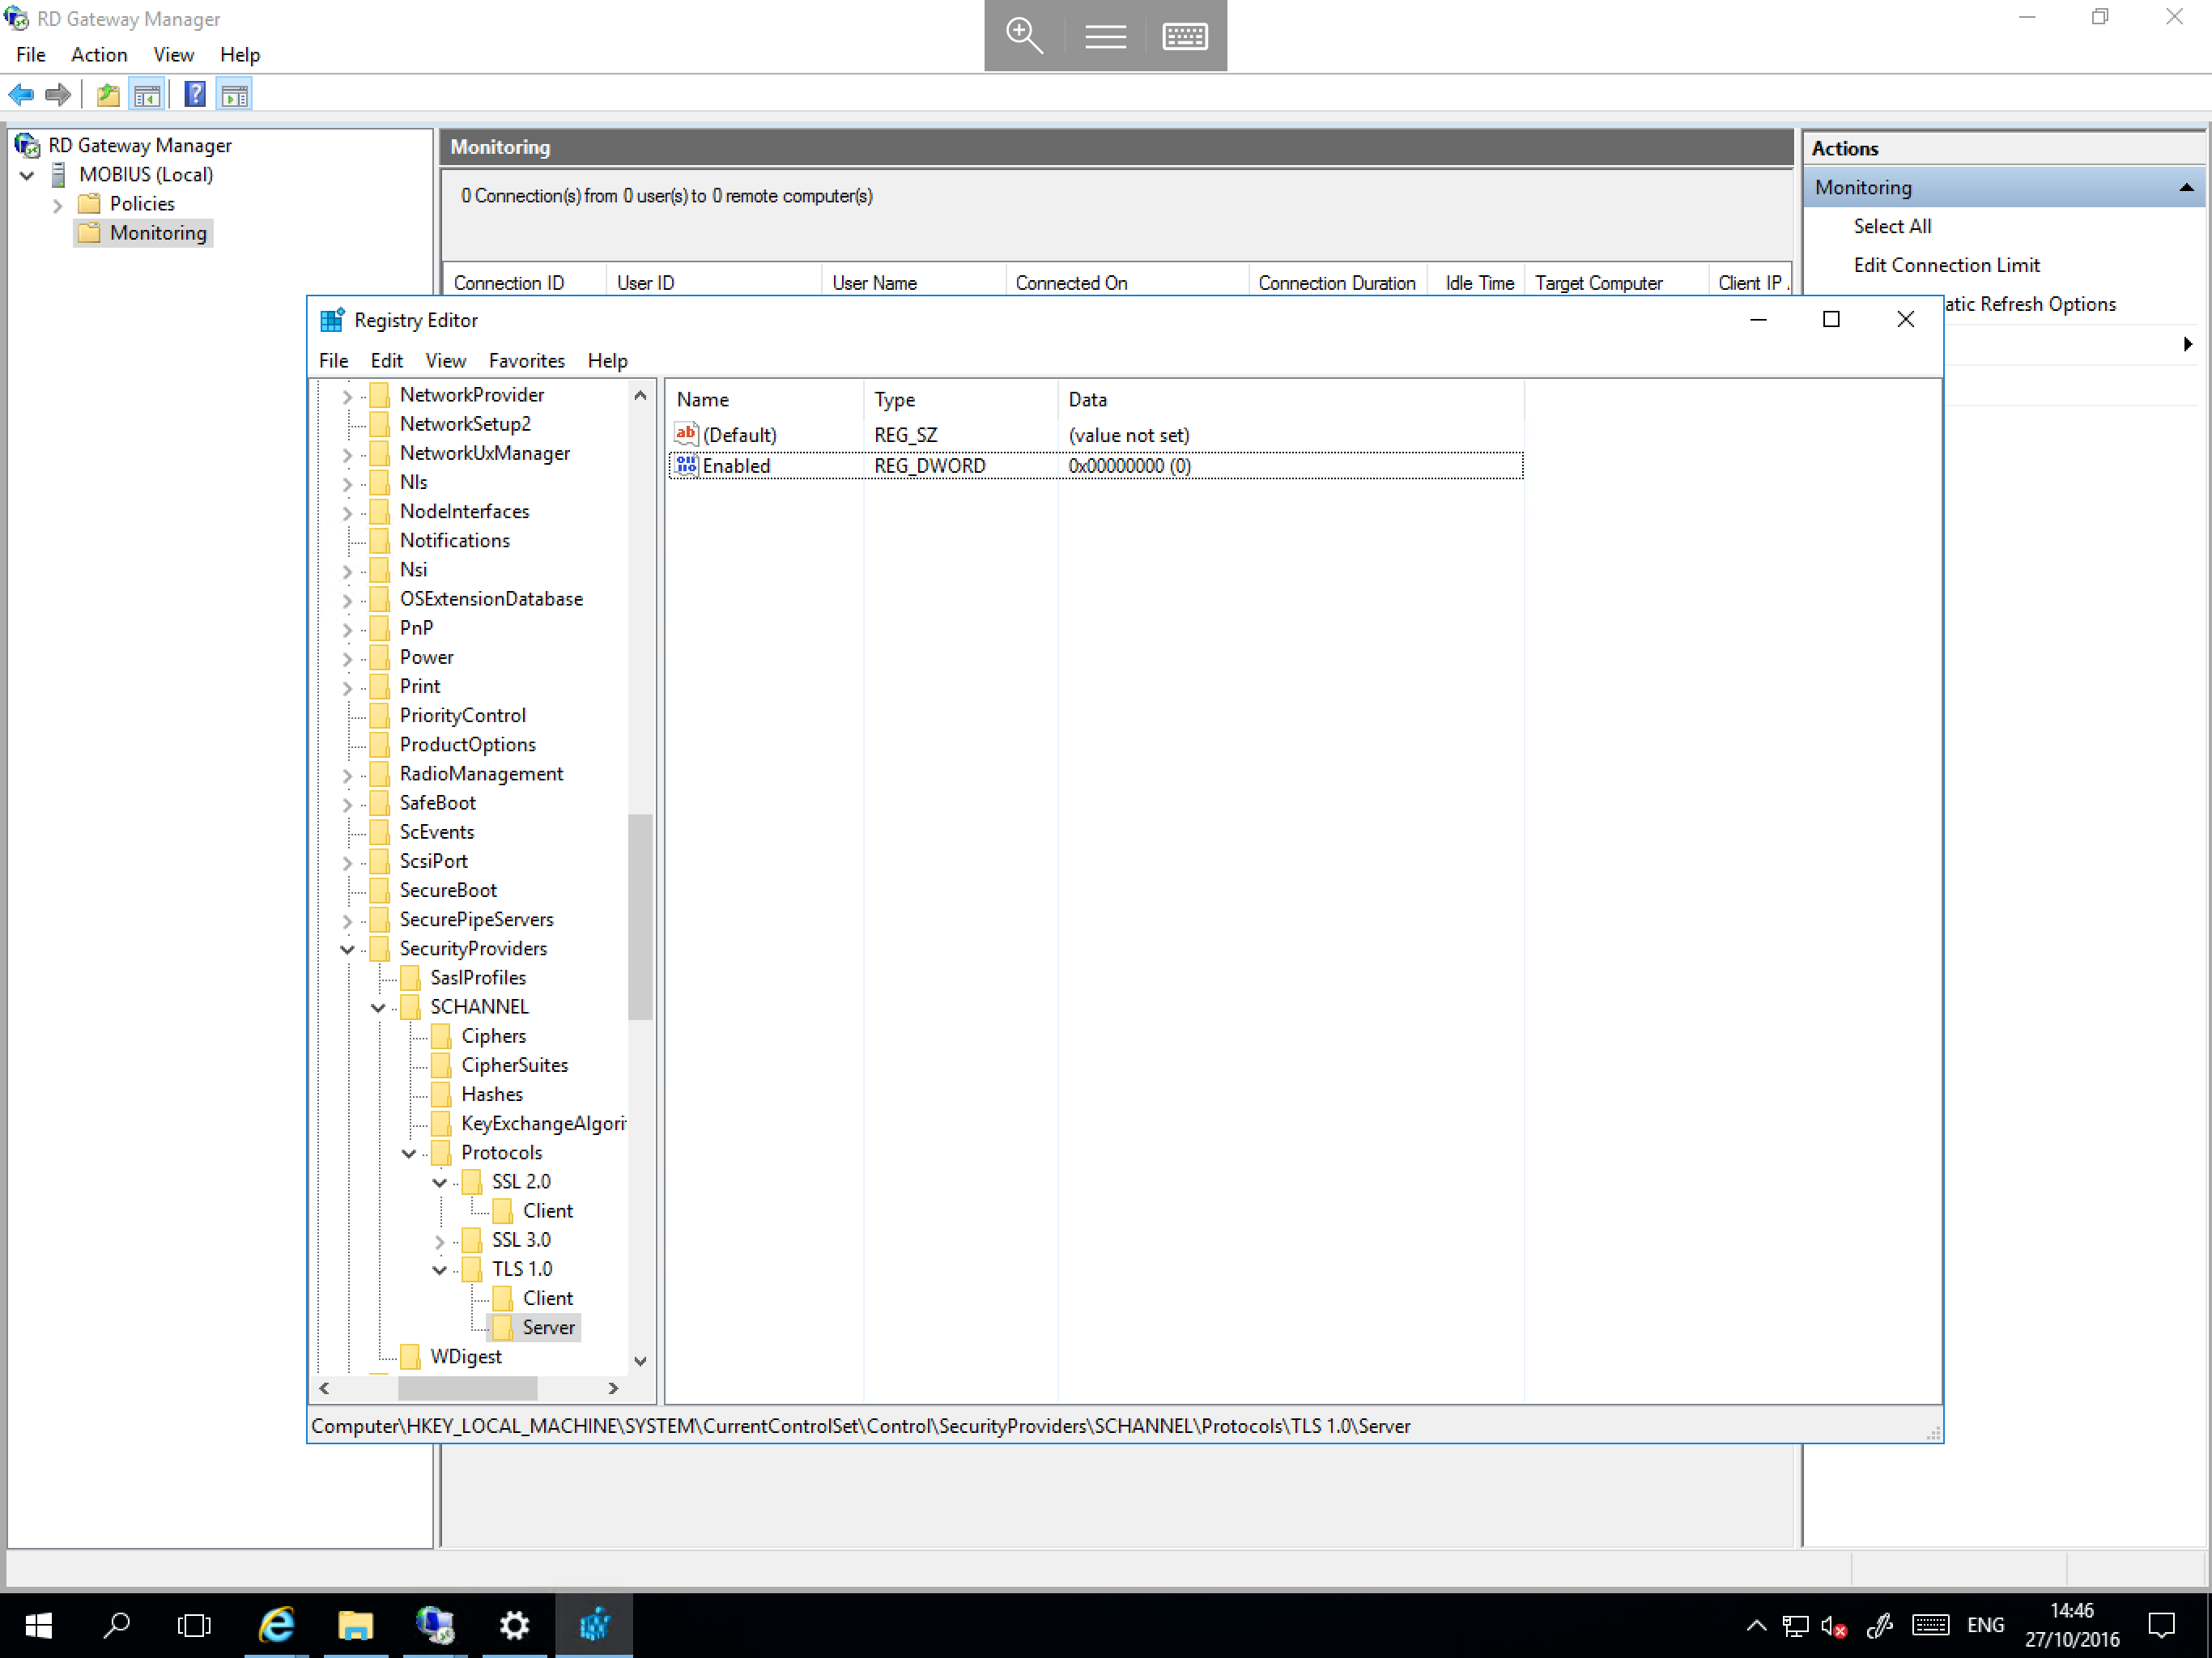 RD Gateway Manager
File Action View Help
RD Gateway Manager
MOBIUS (Local)
Policies
Monitoring
Monitoring
0 Connection(s) from 0 user(s) to 0 remote computer(s)
Connection ID User ID User Name Connected On Connection Duration Idle Time Target Computer Client IP
Actions
Monitoring
Select All
Edit Connection Limit
atic Refresh Options
Registry Editor
File Edit View Favorites Help
NetworkProvider
NetworkSetup2
NetworkUxManager
Nls
NodeInterfaces
Notifications
Nsi
OSExtensionDatabase
PnP
Power
Print
PriorityControl
ProductOptions
RadioManagement
SafeBoot
ScEvents
ScsiPort
SecureBoot
SecurePipeServers
SecurityProviders
SaslProfiles
SCHANNEL
Ciphers
CipherSuites
Hashes
KeyExchangeAlgori
Protocols
SSL 2.0
Client
SSL 3.0
TLS 1.0
Client
Server
WDigest
Name Type Data
(Default) REG_SZ (value not set)
Enabled REG_DWORD 0x00000000 (0)
Computer\HKEY_LOCAL_MACHINE\SYSTEM\CurrentControlSet\Control\SecurityProviders\SCHANNEL\Protocols\TLS 1.0\Server
ENG
14:46
27/10/2016